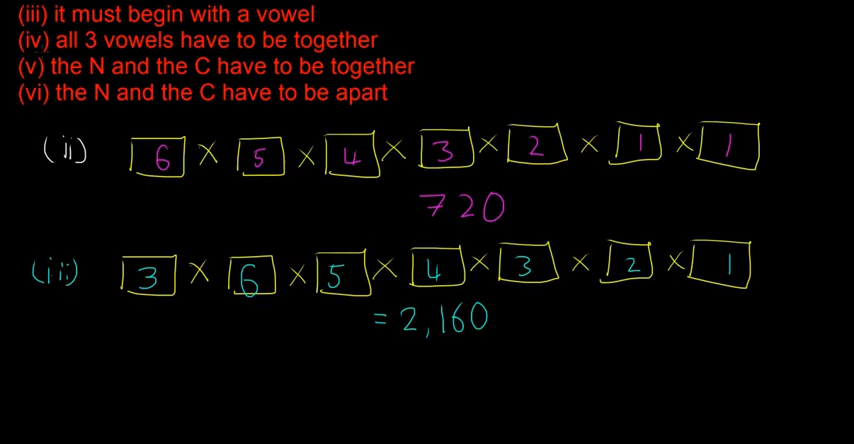 (iii) it must begin with a vowel
(iv) all 3 vowels have to be together
(v) the N and the C have to be together
(vi) the N and the C have to be apart
(ii) 6 × 5 × 4 × 3 × 2 × 1 × 1
720
(iii) 3 × 6 × 5 × 4 × 3 × 2 × 1
= 2,160